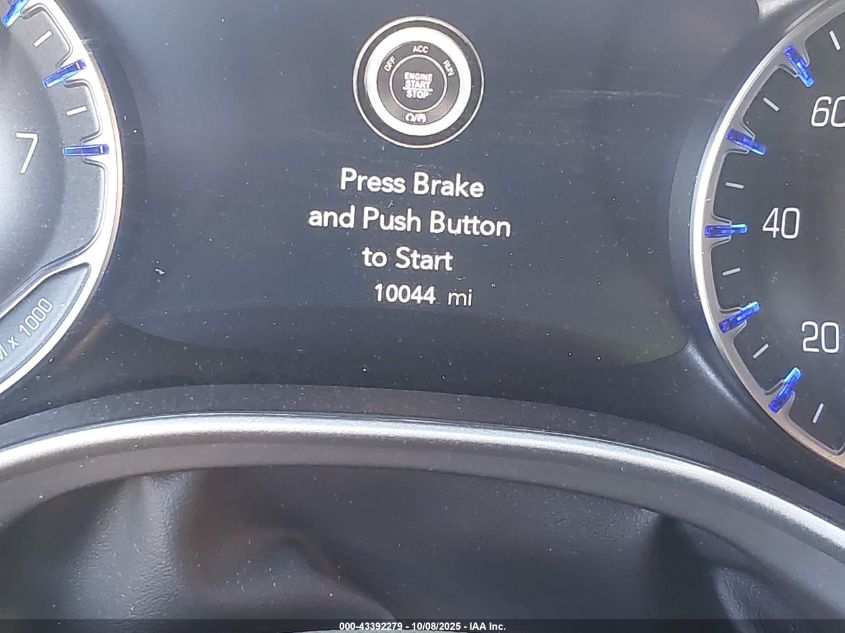 OFF ACC RUN
ENGINE
START
STOP
7
60
Press Brake
and Push Button
40
to Start
10044 mi
x 1000
20
000-43392279 - 10/08/2025 - IAA Inc.